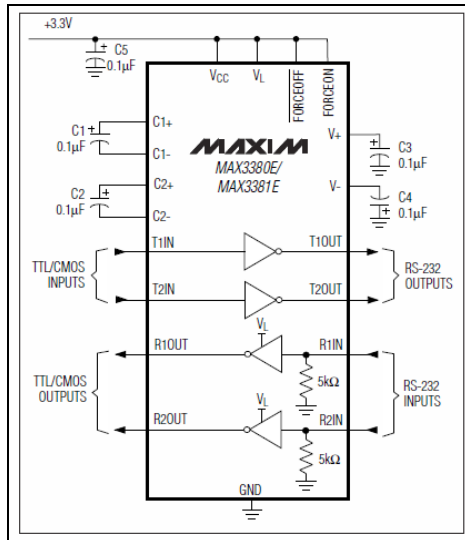 +3.3V
C5
0.1µF
VCC
VL
FORCEOFF
FORCEON
C1
0.1µF
C1+
C1-
C2
0.1µF
C2+
C2-
MAXIM
MAX3380E/
MAX3381E
V+
C3
0.1µF
V-
C4
0.1µF
TTL/CMOS
INPUTS
T1IN
T1OUT
T2IN
T2OUT
RS-232
OUTPUTS
TTL/CMOS
OUTPUTS
R1OUT
VL
R1IN
5kΩ
R2OUT
VL
R2IN
5kΩ
RS-232
INPUTS
GND